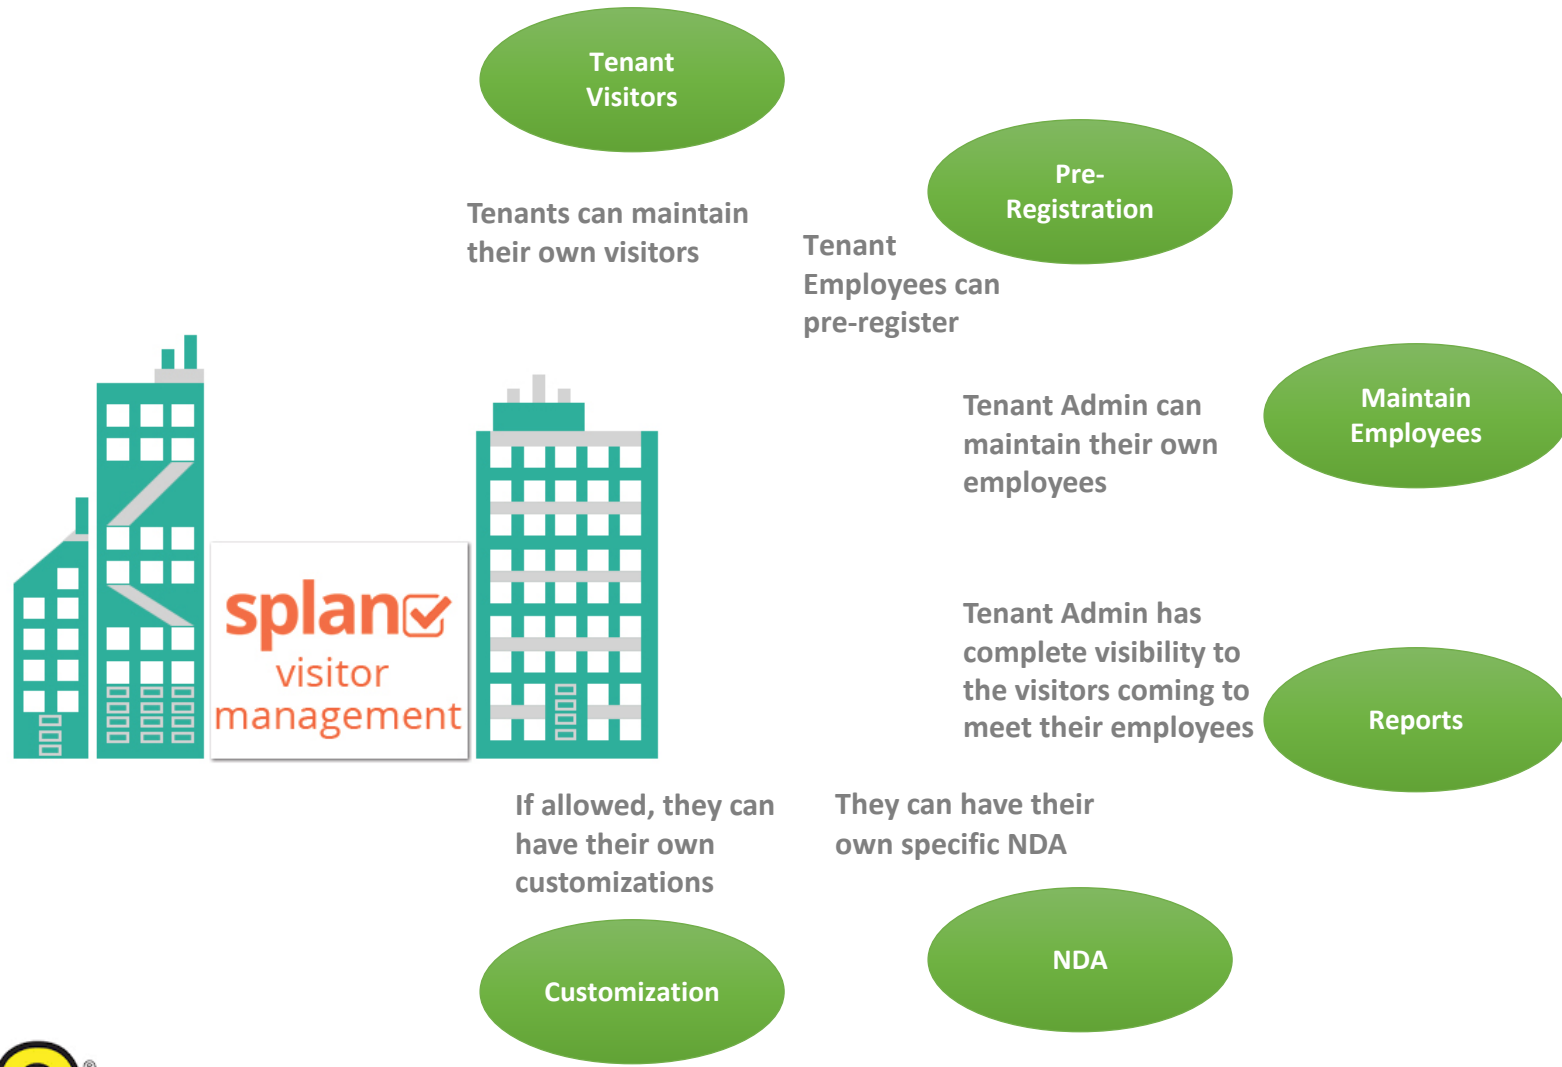 Tenant
Visitors
Tenants can maintain
their own visitors
Pre-
Registration
Tenant
Employees can
pre-register
Maintain
Employees
Tenant Admin can
maintain their own
employees
splan
visitor
management
Tenant Admin has
complete visibility to
the visitors coming to
meet their employees
Reports
They can have their
own specific NDA
NDA
If allowed, they can
have their own
customizations
Customization
®